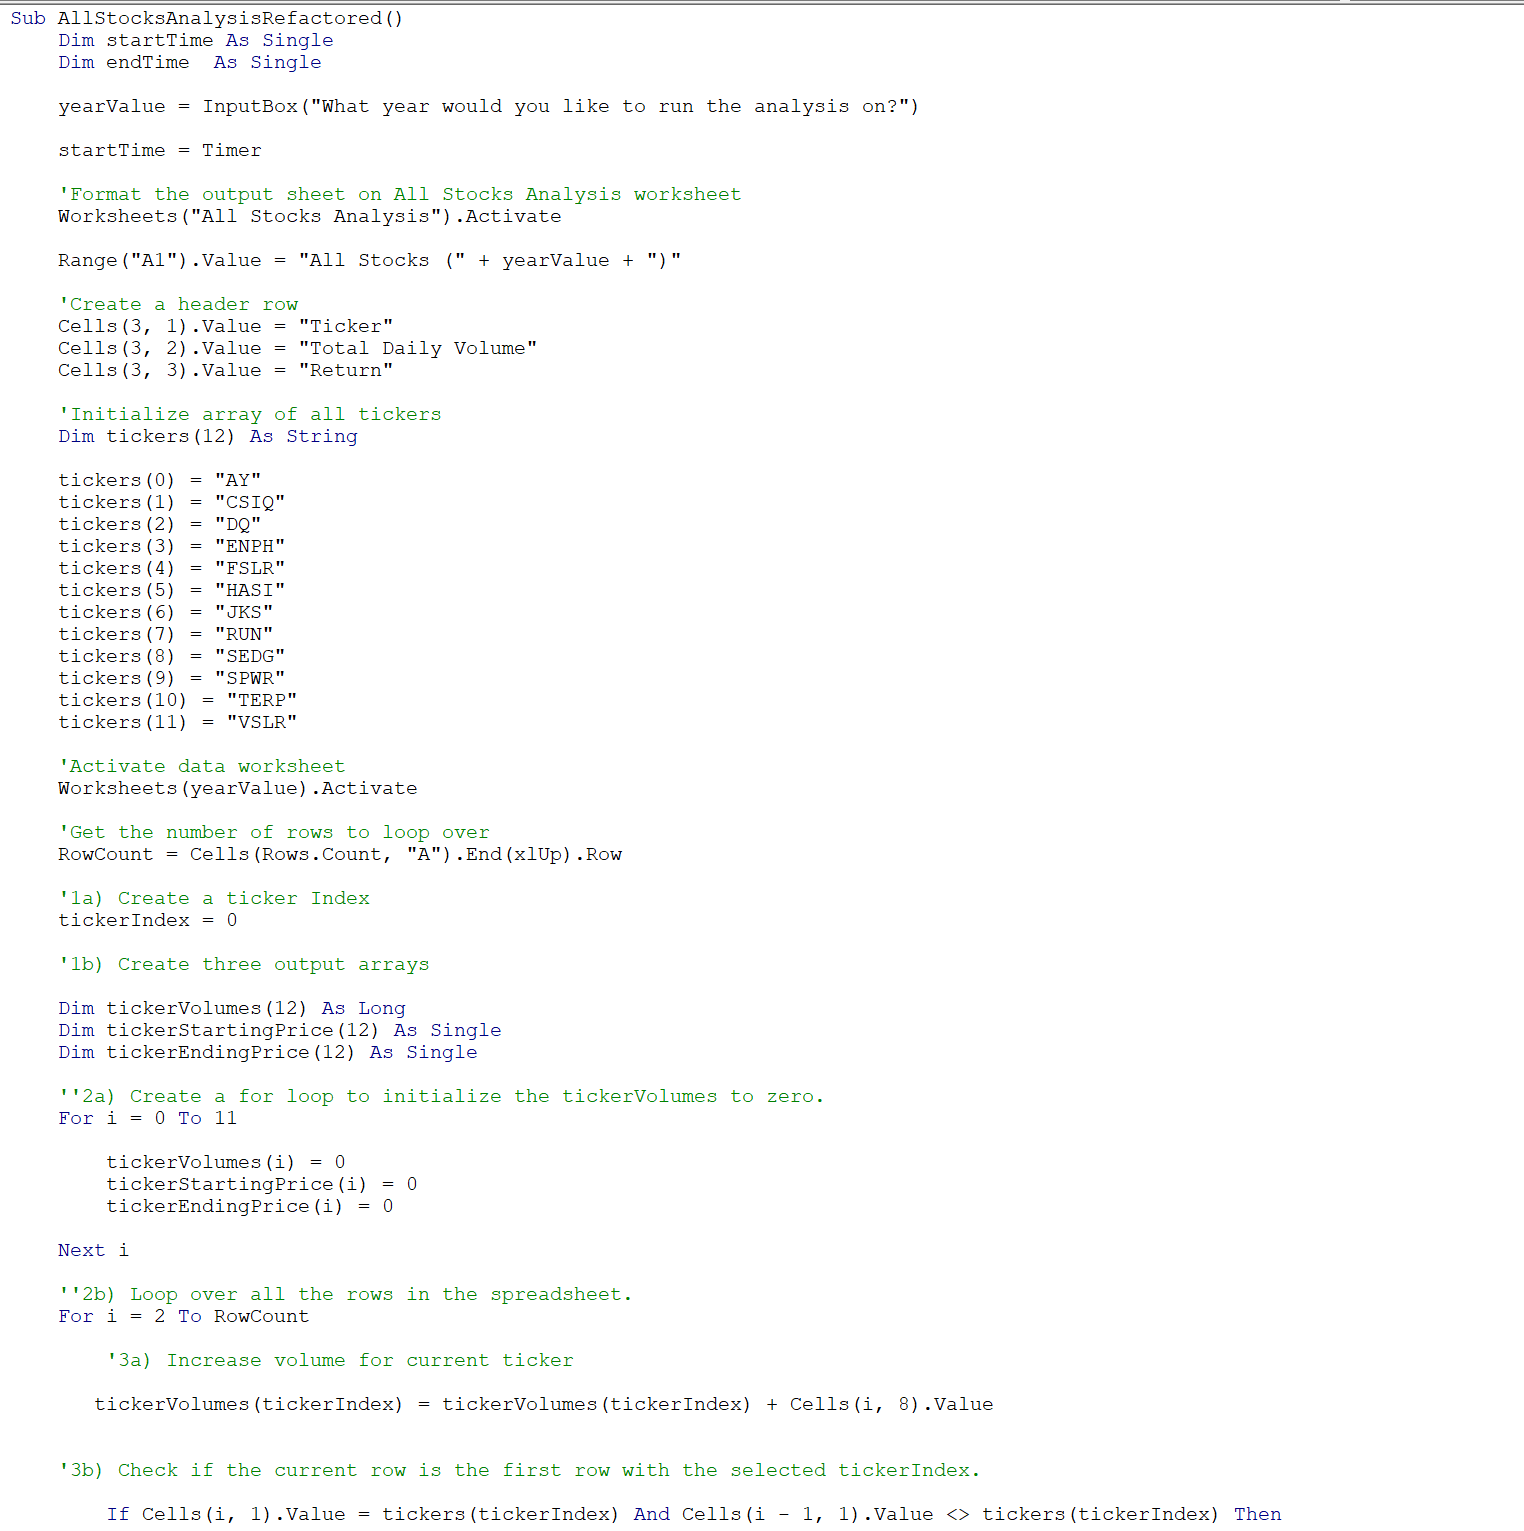 Sub AllStocksAnalysisRefactored()
    Dim startTime As Single
    Dim endTime  As Single
    yearValue = InputBox("What year would you like to run the analysis on?")
    startTime = Timer
    'Format the output sheet on All Stocks Analysis worksheet
    Worksheets("All Stocks Analysis").Activate
    Range("A1").Value = "All Stocks (" + yearValue + ")"
    'Create a header row
    Cells(3, 1).Value = "Ticker"
    Cells(3, 2).Value = "Total Daily Volume"
    Cells(3, 3).Value = "Return"
    'Initialize array of all tickers
    Dim tickers(12) As String
    tickers(0) = "AY"
    tickers(1) = "CSIQ"
    tickers(2) = "DQ"
    tickers(3) = "ENPH"
    tickers(4) = "FSLR"
    tickers(5) = "HASI"
    tickers(6) = "JKS"
    tickers(7) = "RUN"
    tickers(8) = "SEDG"
    tickers(9) = "SPWR"
    tickers(10) = "TERP"
    tickers(11) = "VSLR"
    'Activate data worksheet
    Worksheets(yearValue).Activate
    'Get the number of rows to loop over
    RowCount = Cells(Rows.Count, "A").End(xlUp).Row
    '1a) Create a ticker Index
    tickerIndex = 0
    '1b) Create three output arrays
    Dim tickerVolumes(12) As Long
    Dim tickerStartingPrice(12) As Single
    Dim tickerEndingPrice(12) As Single
    ''2a) Create a for loop to initialize the tickerVolumes to zero.
    For i = 0 To 11
        tickerVolumes(i) = 0
        tickerStartingPrice(i) = 0
        tickerEndingPrice(i) = 0
    Next i
    ''2b) Loop over all the rows in the spreadsheet.
    For i = 2 To RowCount
        '3a) Increase volume for current ticker
       tickerVolumes(tickerIndex) = tickerVolumes(tickerIndex) + Cells(i, 8).Value
    '3b) Check if the current row is the first row with the selected tickerIndex.
        If Cells(i, 1).Value = tickers(tickerIndex) And Cells(i - 1, 1).Value <> tickers(tickerIndex) Then